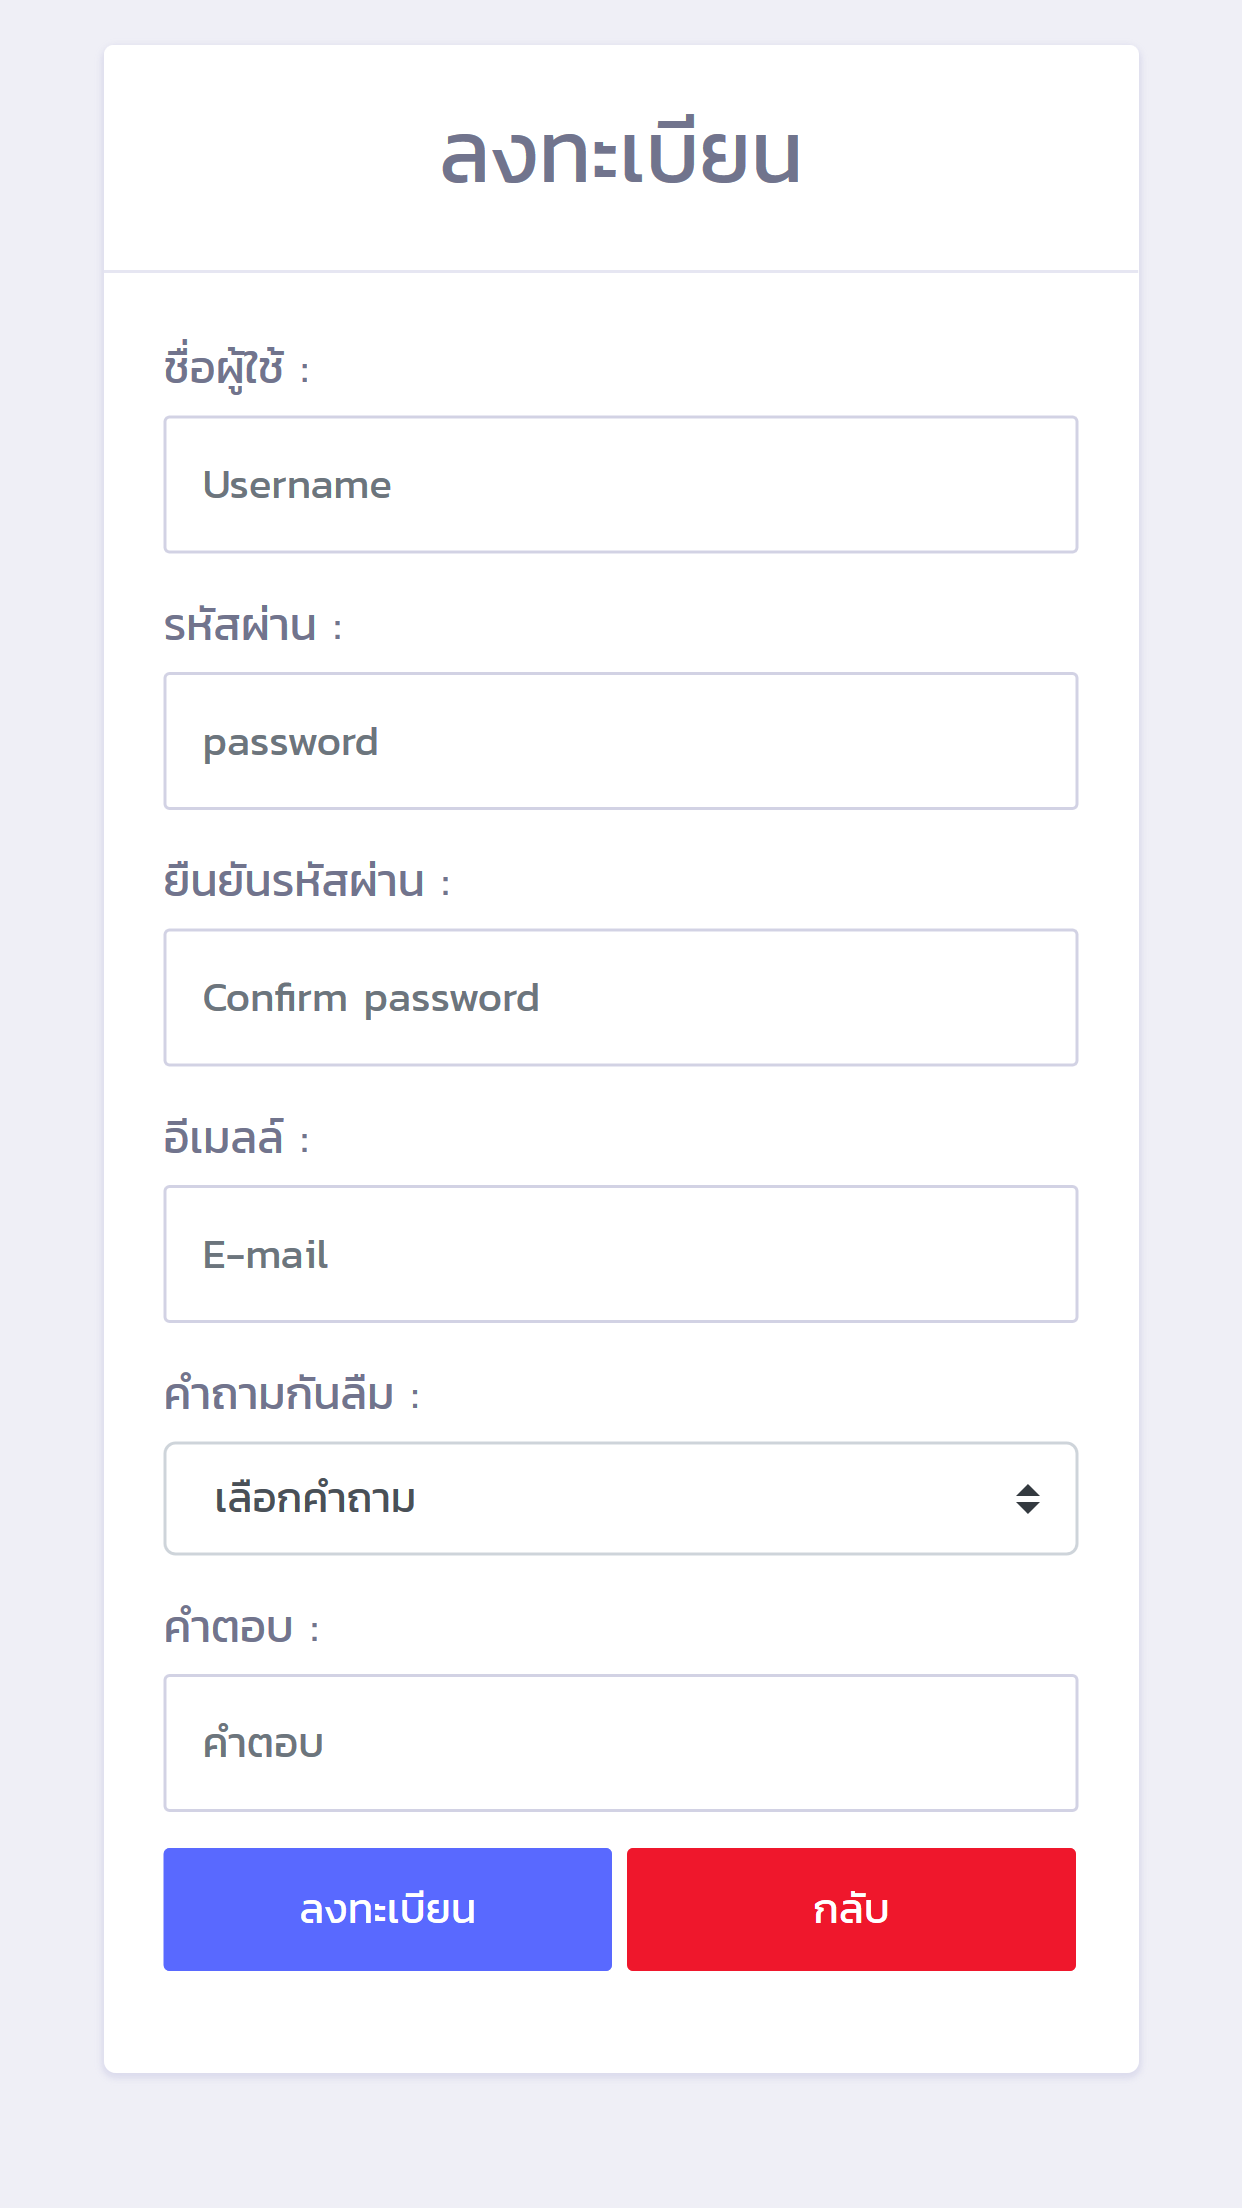 ลงทะเบียน
ชื่อผู้ใช้ :
Username
รหัสผ่าน :
password
ยืนยันรหัสผ่าน :
Confirm password
อีเมลล์ :
E-mail
คำถามกันลืม :
เลือกคำถาม
คำตอบ :
คำตอบ
ลงทะเบียน กลับ